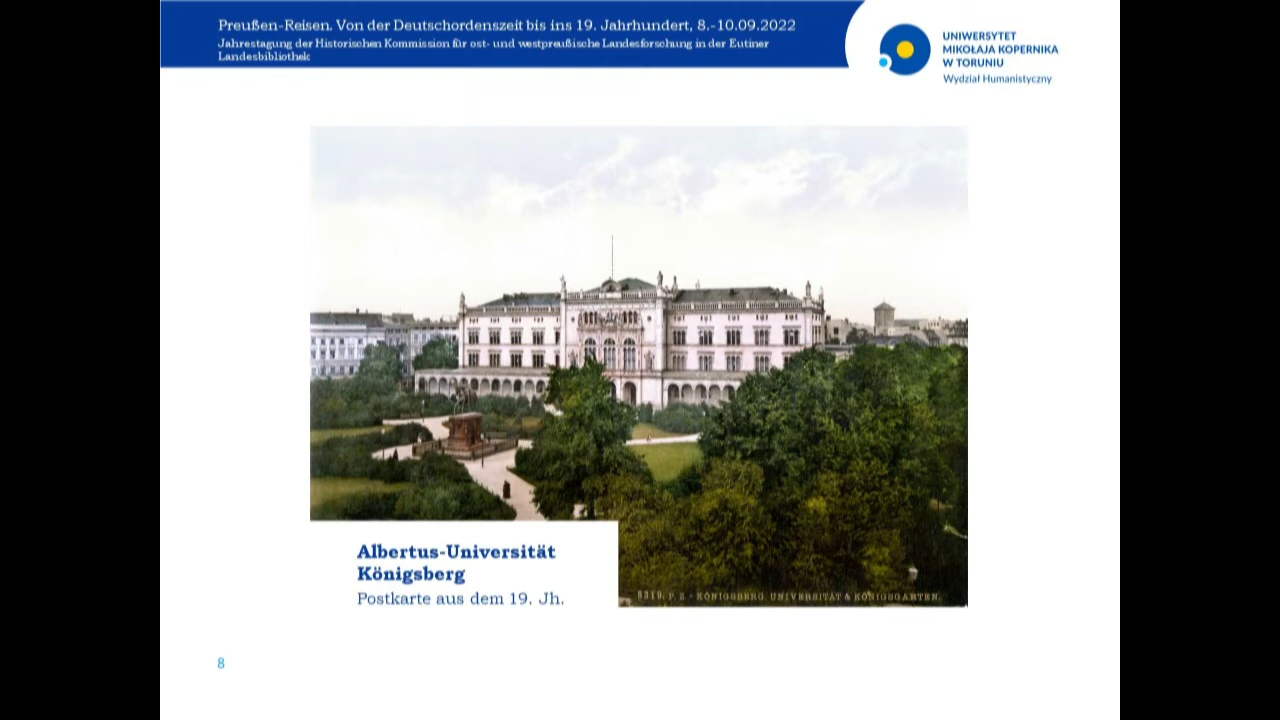 Preußen-Reisen. Von der Deutschordenszeit bis ins 19. Jahrhundert, 8.-10.09.2022
Jahrestagung der Historischen Kommission für ost- und westpreußische Landesforschung in der Eutiner
Landesbibliothek
UNIWERSYTET
MIKOŁAJA KOPERNIKA
W TORUNIU
Wydział Humanistyczny
Albertus-Universität
Königsberg
Postkarte aus dem 19. Jh.
8319. P. Z. - KÖNIGSBERG. UNIVERSITÄT & KÖNIGSGARTEN.
8